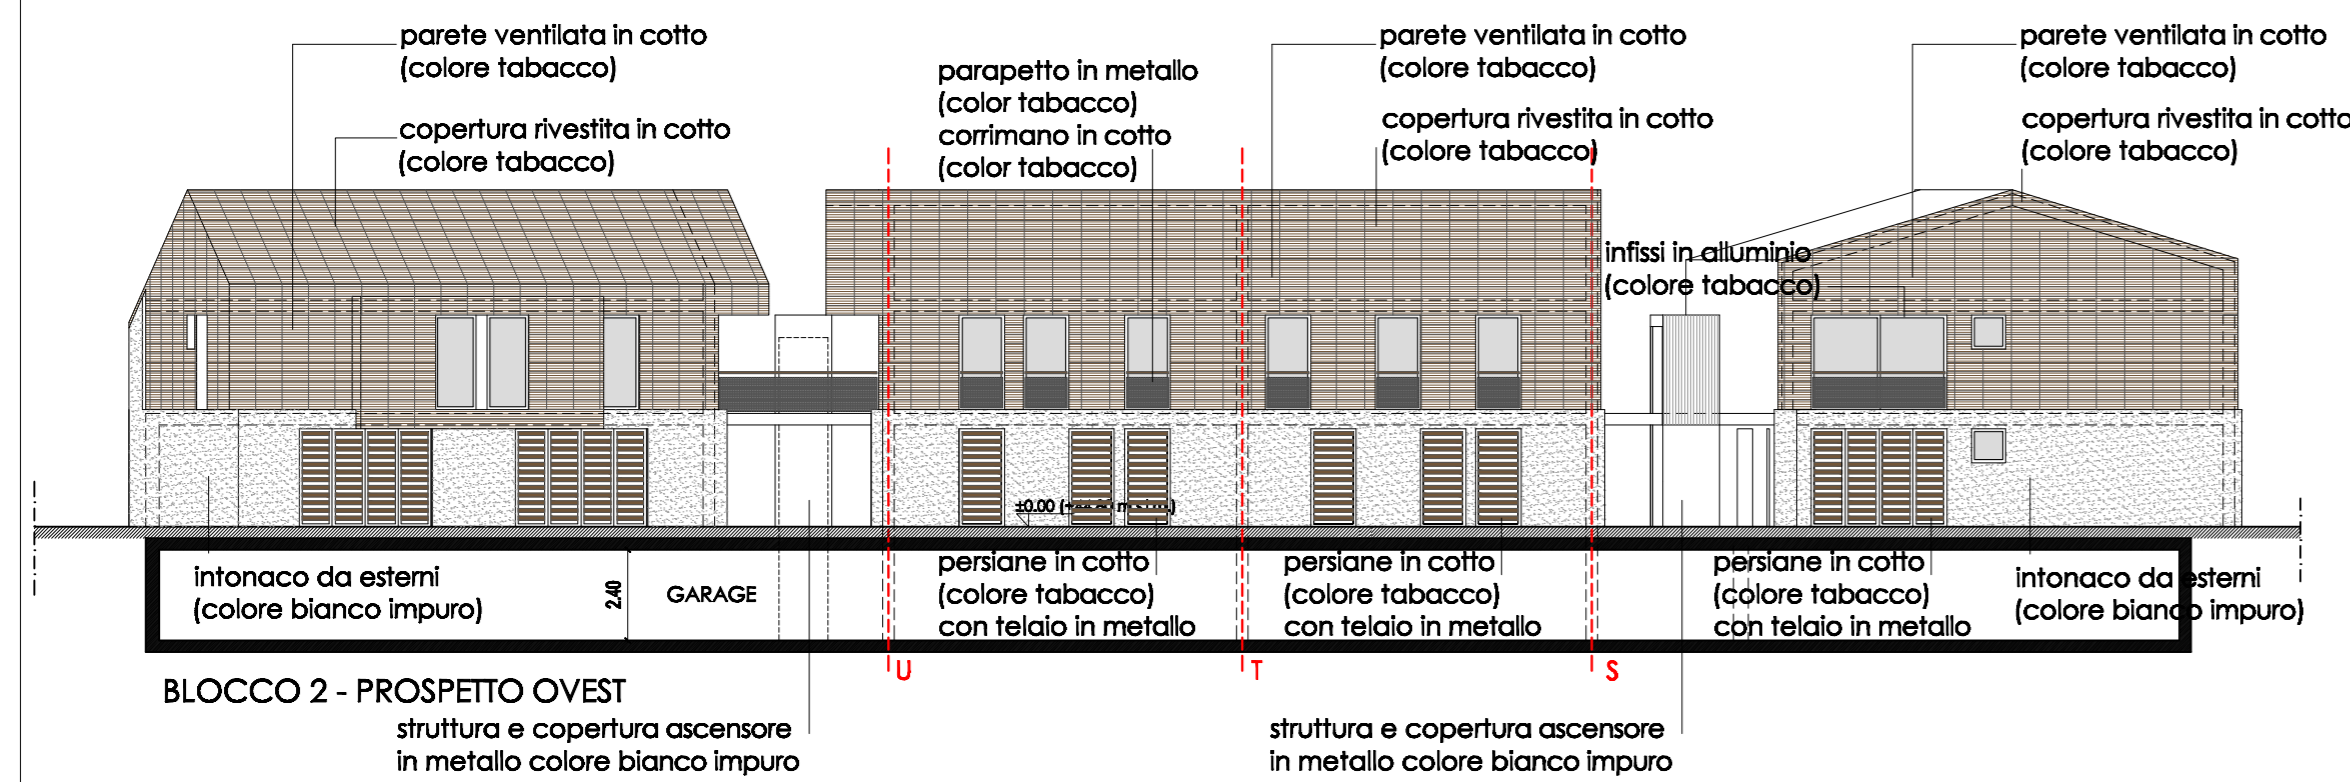 parete ventilata in cotto
(colore tabacco)
copertura rivestita in cotto
(colore tabacco)
parapetto in metallo
(color tabacco)
corrimano in cotto
(color tabacco)
parete ventilata in cotto
(colore tabacco)
copertura rivestita in cotto
(colore tabacco)
parete ventilata in cotto
(colore tabacco)
copertura rivestita in cotto
(colore tabacco)
infissi in alluminio
(colore tabacco)
±0.00
intonaco da esterni
(colore bianco impuro)
2.40
GARAGE
persiane in cotto
(colore tabacco)
con telaio in metallo
persiane in cotto
(colore tabacco)
con telaio in metallo
persiane in cotto
(colore tabacco)
con telaio in metallo
intonaco da esterni
(colore bianco impuro)
U
T
S
BLOCCO 2 - PROSPETTO OVEST
struttura e copertura ascensore
in metallo colore bianco impuro
struttura e copertura ascensore
in metallo colore bianco impuro